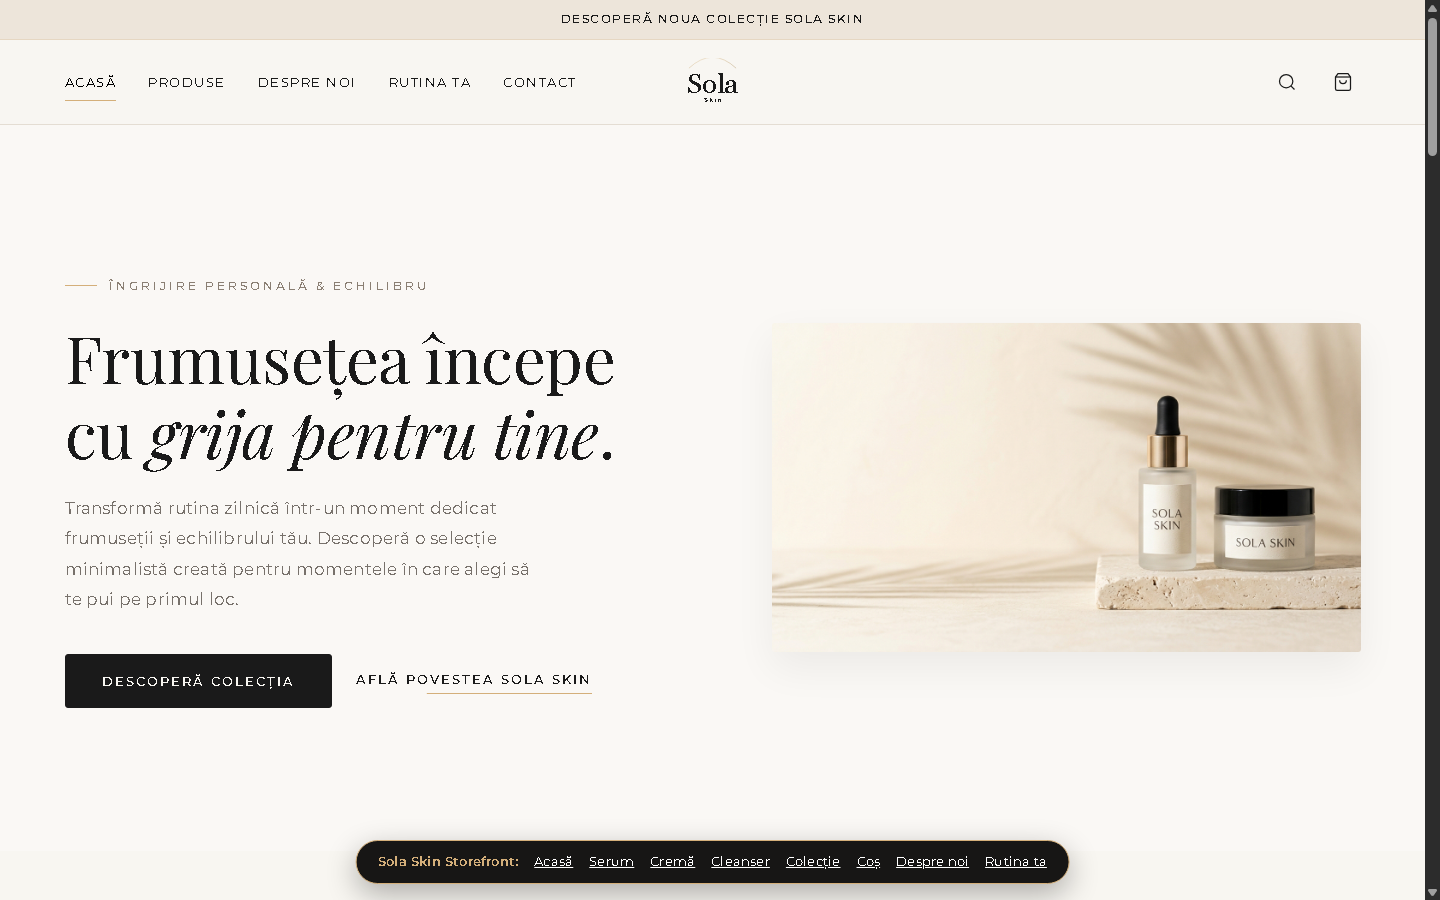 DESCOPERĂ NOUA COLECȚIE SOLA SKIN
ACASĂ PRODUSE DESPRE NOI RUTINA TA CONTACT
Sola
SKIN
ÎNGRIJIRE PERSONALĂ & ECHILIBRU
Frumusețea începe
cu grija pentru tine.
Transformă rutina zilnică într-un moment dedicat
frumuseții și echilibrului tău. Descoperă o selecție
minimalistă creată pentru momentele în care alegi să
te pui pe primul loc.
DESCOPERĂ COLECȚIA
AFLĂ POVESTEA SOLA SKIN
SOLA
SKIN
SOLA SKIN
Sola Skin Storefront: Acasă Serum Cremă Cleanser Colecție Coș Despre noi Rutina ta